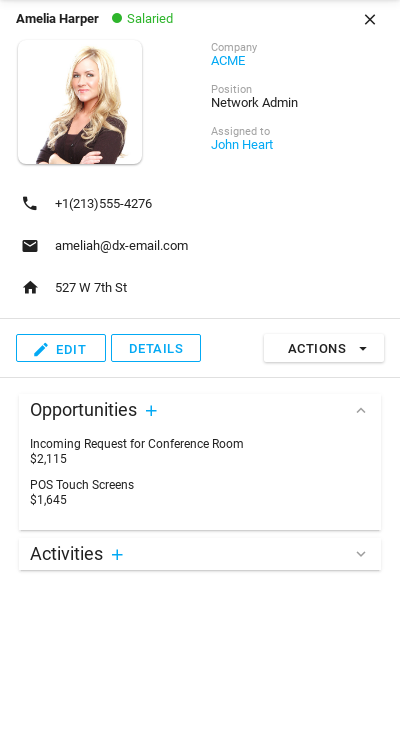 Amelia Harper Salaried
Company
ACME
Position
Network Admin
Assigned to
John Heart
+1(213)555-4276
ameliah@dx-email.com
527 W 7th St
EDIT DETAILS ACTIONS
Opportunities +
Incoming Request for Conference Room
$2,115
POS Touch Screens
$1,645
Activities +